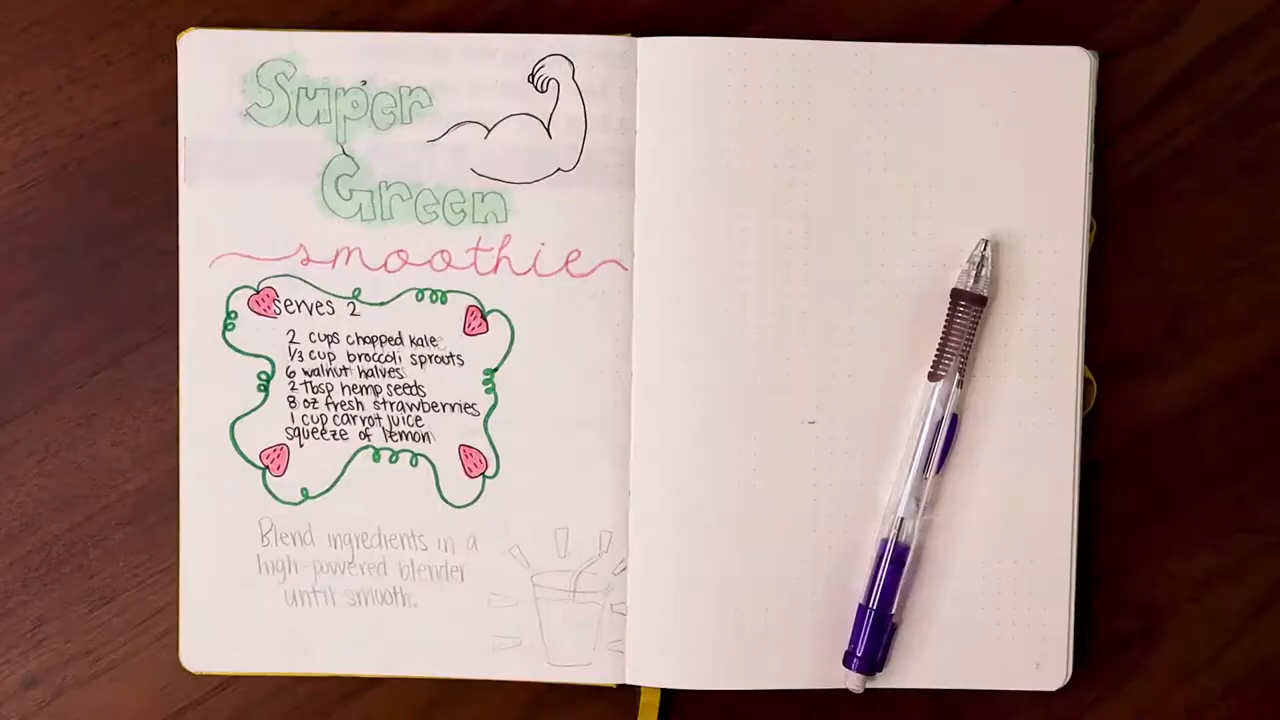 Super
Green
smoothie
serves 2
2 cups chopped kale
1/3 cup broccoli sprouts
6 walnut halves
2 tbsp hemp seeds
8 oz fresh strawberries
1 cup carrot juice
squeeze of lemon
Blend ingredients in a
high-powered blender
until smooth.